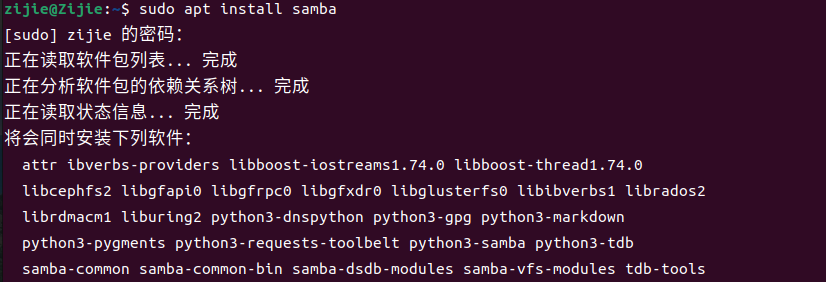 zijie@Zijie:~$ sudo apt install samba
[sudo] zijie 的密码：
正在读取软件包列表... 完成
正在分析软件包的依赖关系树... 完成
正在读取状态信息... 完成
将会同时安装下列软件：
attr ibverbs-providers libboost-iostreams1.74.0 libboost-thread1.74.0
libcephfs2 libgfapi0 libgfrpc0 libgfxdr0 libglusterfs0 libibverbs1 librados2
librdmacm1 liburing2 python3-dnspython python3-gpg python3-markdown
python3-pygments python3-requests-toolbelt python3-samba python3-tdb
samba-common samba-common-bin samba-dsdb-modules samba-vfs-modules tdb-tools